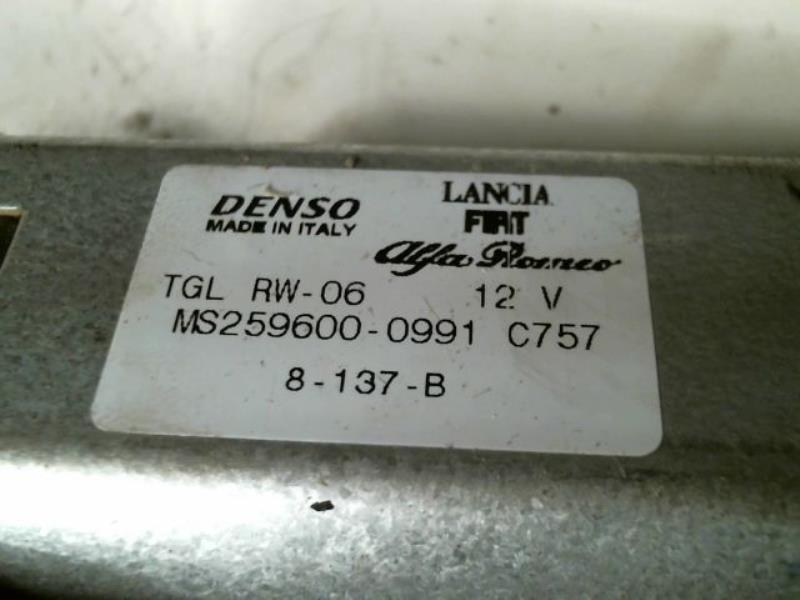 DENSO
MADE IN ITALY
LANCIA
FIAT
Alfa Romeo
TGL RW-06 12 V
MS259600-0991 C757
8-137-B